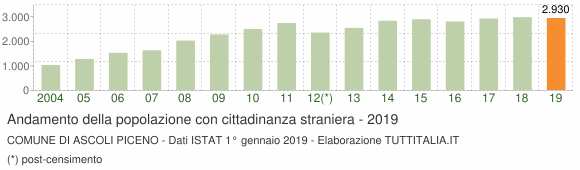 2.930
3.000
2.000
1.000
0
2004 05 06 07 08 09 10 11 12(*) 13 14 15 16 17 18 19
Andamento della popolazione con cittadinanza straniera - 2019
COMUNE DI ASCOLI PICENO - Dati ISTAT 1° gennaio 2019 - Elaborazione TUTTITALIA.IT
(*) post-censimento